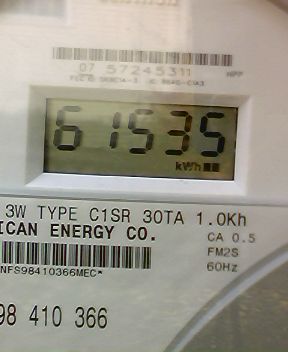 07 57245311
61535
kWh
3W TYPE C1SR 30TA 1.0Kh
ICAN ENERGY CO.
CA 0.5
FM2S
60Hz
NFS98410366MEC*
98 410 366